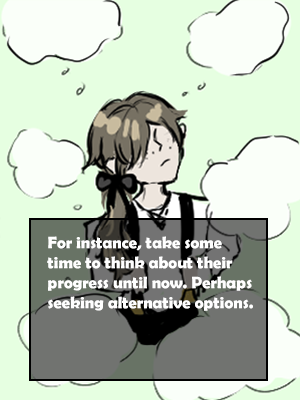 For instance, take some
time to think about their
progress until now. Perhaps
seeking alternative options.